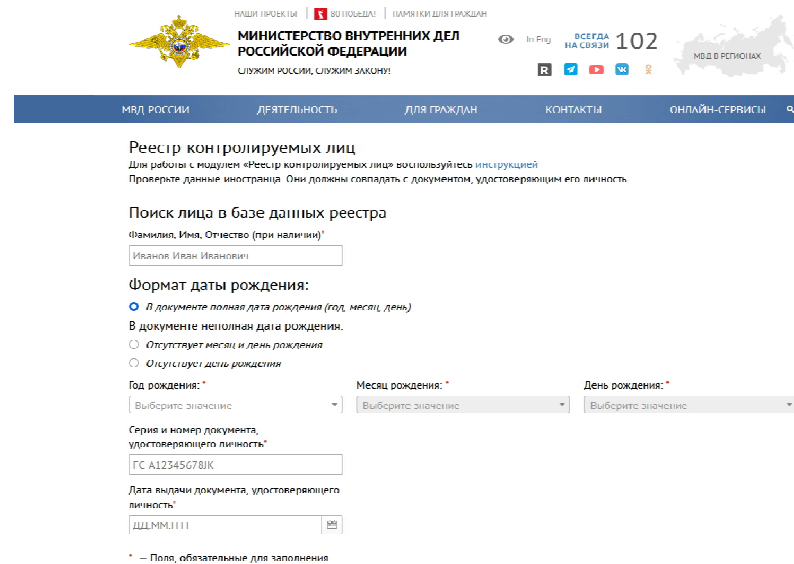 НАШИ ПРОЕКТЫ 80 ПОБЕДА! ПАМЯТКИ ДЛЯ ГРАЖДАН
МИНИСТЕРСТВО ВНУТРЕННИХ ДЕЛ
РОССИЙСКОЙ ФЕДЕРАЦИИ
СЛУЖИМ РОССИИ, СЛУЖИМ ЗАКОНУ!
In Eng
ВСЕГДА
НА СВЯЗИ 102
МВД В РЕГИОНАХ
МВД РОССИИ ДЕЯТЕЛЬНОСТЬ ДЛЯ ГРАЖДАН КОНТАКТЫ ОНЛАЙН-СЕРВИСЫ
Реестр контролируемых лиц
Для работы с модулем «Реестр контролируемых лиц» воспользуйтесь инструкцией
Проверьте данные иностранца. Они должны совпадать с документом, удостоверяющим его личность.
Поиск лица в базе данных реестра
Фамилия, Имя, Отчество (при наличии)*
Иванов Иван Иванович
Формат даты рождения:
В документе полная дата рождения (год, месяц, день)
В документе неполная дата рождения:
Отсутствует месяц и день рождения
Отсутствует день рождения
Год рождения: * Месяц рождения: * День рождения: *
Выберите значение Выберите значение Выберите значение
Серия и номер документа,
удостоверяющего личность*
FC A12345678JK
Дата выдачи документа, удостоверяющего
личность*
ДД.ММ.ГГГГ
* — Поля, обязательные для заполнения